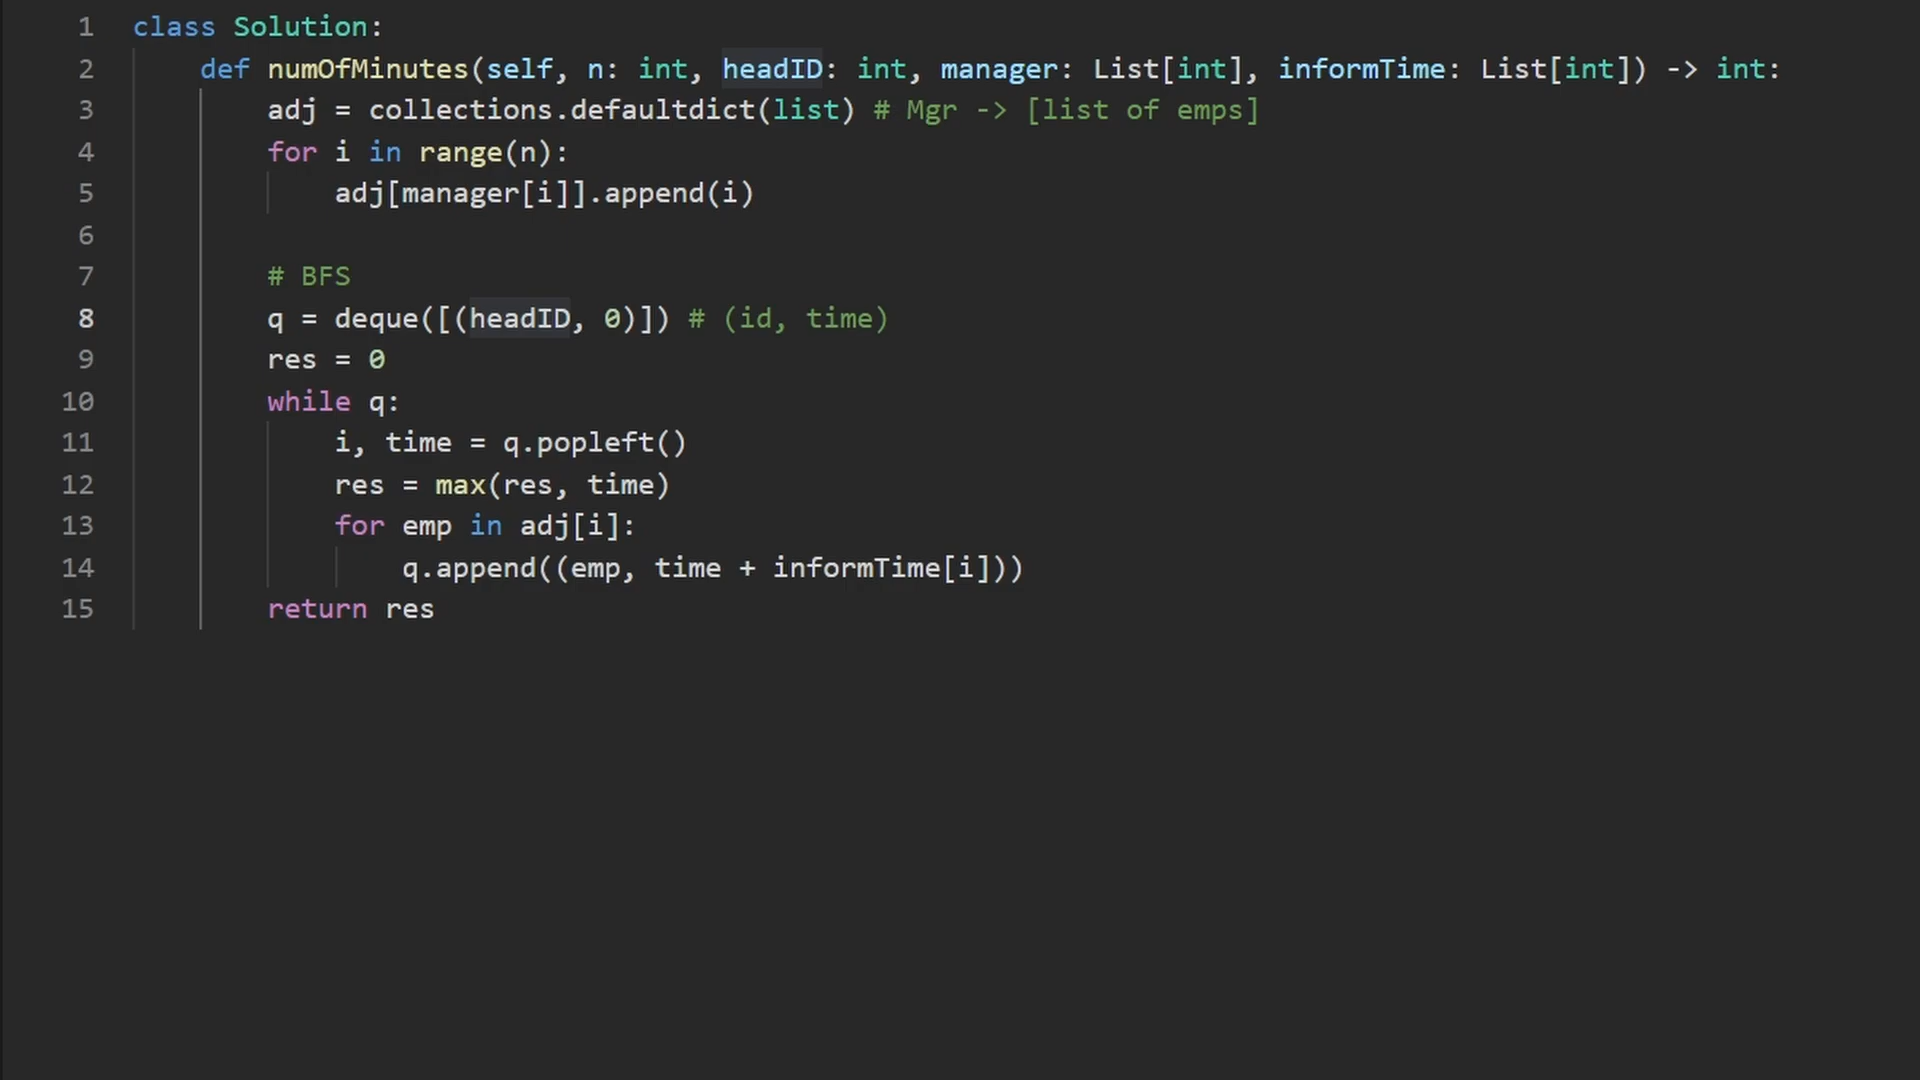 1 class Solution:
2 def numOfMinutes(self, n: int, headID: int, manager: List[int], informTime: List[int]) -> int:
3 adj = collections.defaultdict(list) # Mgr -> [list of emps]
4 for i in range(n):
5 adj[manager[i]].append(i)
6
7 # BFS
8 q = deque([(headID, 0)]) # (id, time)
9 res = 0
10 while q:
11 i, time = q.popleft()
12 res = max(res, time)
13 for emp in adj[i]:
14 q.append((emp, time + informTime[i]))
15 return res